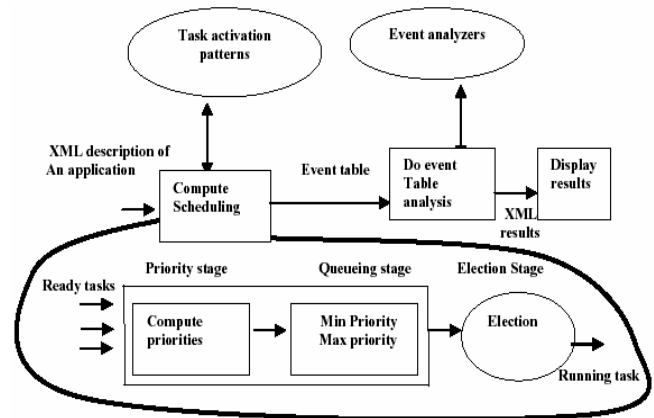 Task activation
patterns
Event analyzers
XML description of
An application
Compute
Scheduling
Event table
Do event
Table
analysis
XML
results
Display
results
Priority stage
Queueing stage
Election Stage
Ready tasks
Compute
priorities
Min Priority
Max priority
Election
Running task